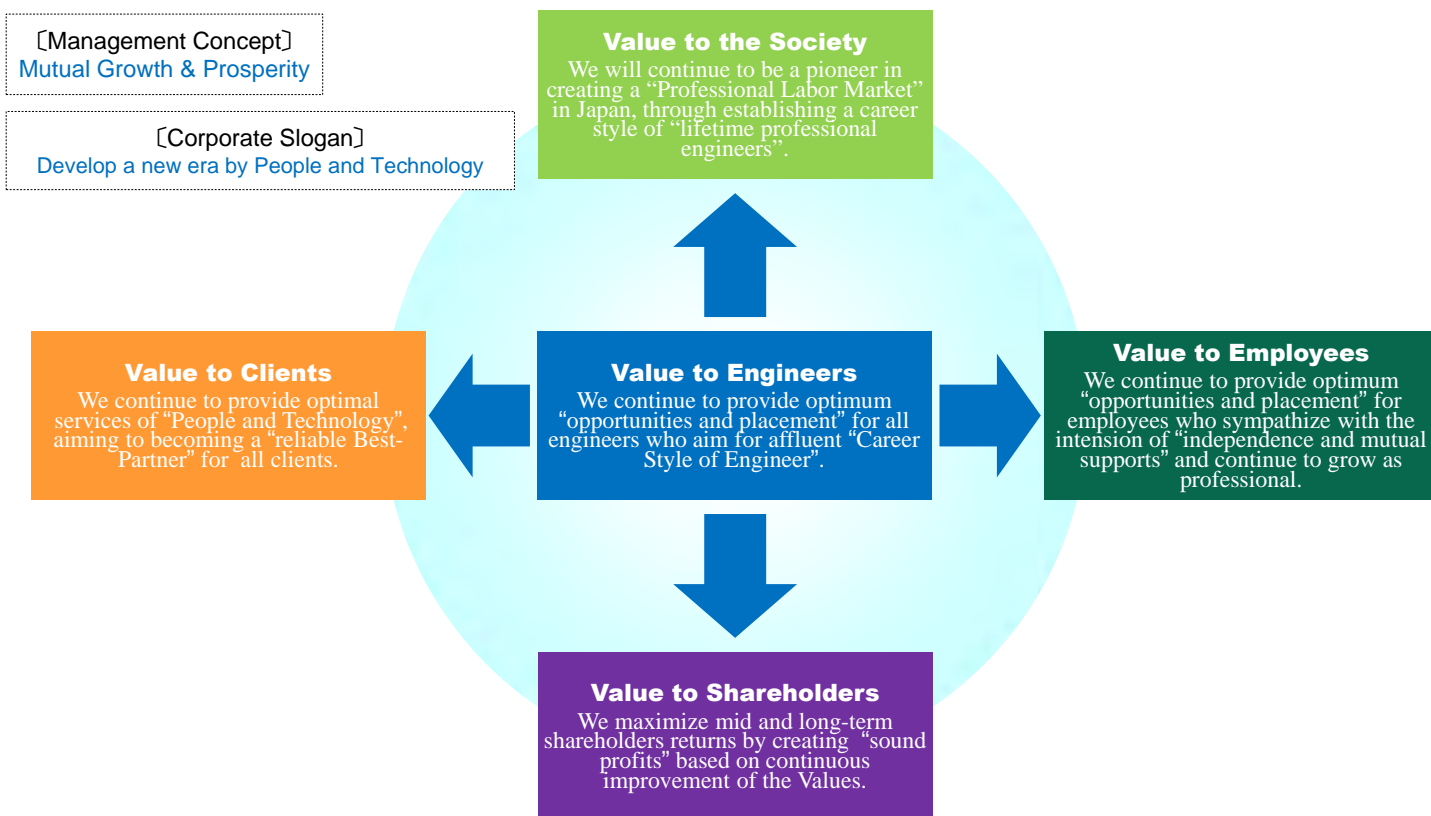 〔Management Concept〕
Mutual Growth & Prosperity
〔Corporate Slogan〕
Develop a new era by People and Technology
Value to the Society
We will continue to be a pioneer in
creating a “Professional Labor Market”
in Japan, through establishing a career
style of “lifetime professional
engineers”.
Value to Clients
We continue to provide optimal
services of “People and Technology”,
aiming to becoming a “reliable Best-
Partner” for all clients.
Value to Engineers
We continue to provide optimum
“opportunities and placement” for all
engineers who aim for affluent “Career
Style of Engineer”.
Value to Employees
We continue to provide optimum
“opportunities and placement” for
employees who sympathize with the
intension of “independence and mutual
supports” and continue to grow as
professional.
Value to Shareholders
We maximize mid and long-term
shareholders returns by creating “sound
profits” based on continuous
improvement of the Values.